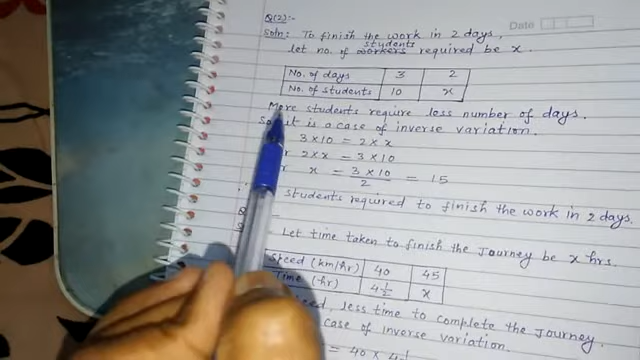 Date
Q(2):-
Soln: To finish the work in 2 days,
let no. of students required be x.
No. of days 3 2
No. of students 10 x
More students require less number of days.
So it is a case of inverse variation.
3 × 10 = 2 × x
2 × x = 3 × 10
x = 3 × 10 / 2 = 15
students required to finish the work in 2 days.
Let time taken to finish the Journey be x hrs.
Speed (km/hr) 40 45
Time (hr) 4 1/2 x
less time to complete the Journey.
case of inverse variation.
= 40 ×